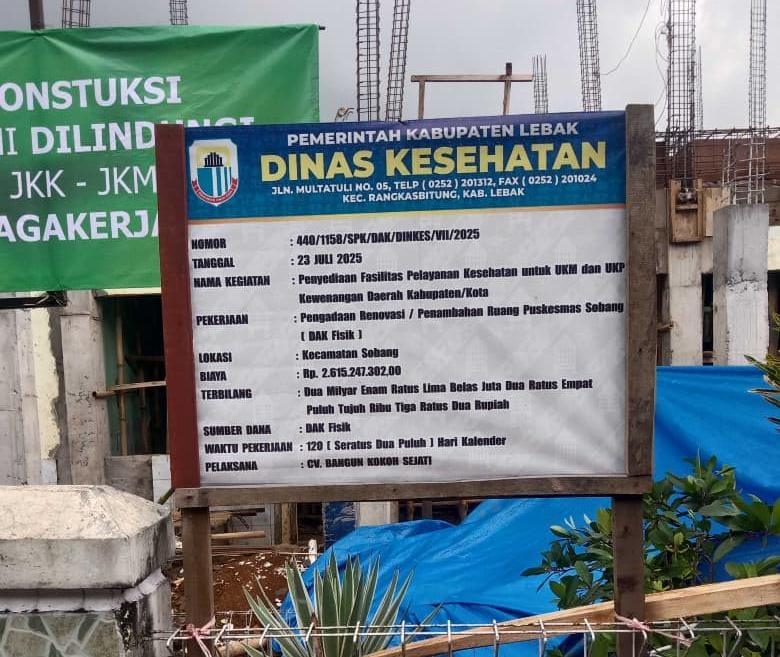 ONSTUKSI
I DILINDUNGI
JKK - JKM
AGAKERJA
PEMERINTAH KABUPATEN LEBAK
DINAS KESEHATAN
JLN. MULTATULI NO. 05, TELP ( 0252 ) 201312, FAX ( 0252 ) 201024
KEC. RANGKASBITUNG, KAB. LEBAK
NOMOR : 440/1158/SPK/DAK/DINKES/VII/2025
TANGGAL : 23 JULI 2025
NAMA KEGIATAN : Penyediaan Fasilitas Pelayanan Kesehatan untuk UKM dan UKP
Kewenangan Daerah Kabupaten/Kota
PEKERJAAN : Pengadaan Renovasi / Penambahan Ruang Puskesmas Sobang
( DAK Fisik )
LOKASI : Kecamatan Sobang
BIAYA : Rp. 2.615.247.302,00
TERBILANG : Dua Milyar Enam Ratus Lima Belas Juta Dua Ratus Empat
Puluh Tujuh Ribu Tiga Ratus Dua Rupiah
SUMBER DANA : DAK Fisik
WAKTU PEKERJAAN : 120 ( Seratus Dua Puluh ) Hari Kalender
PELAKSANA : CV. BANGUN KOKOH SEJATI